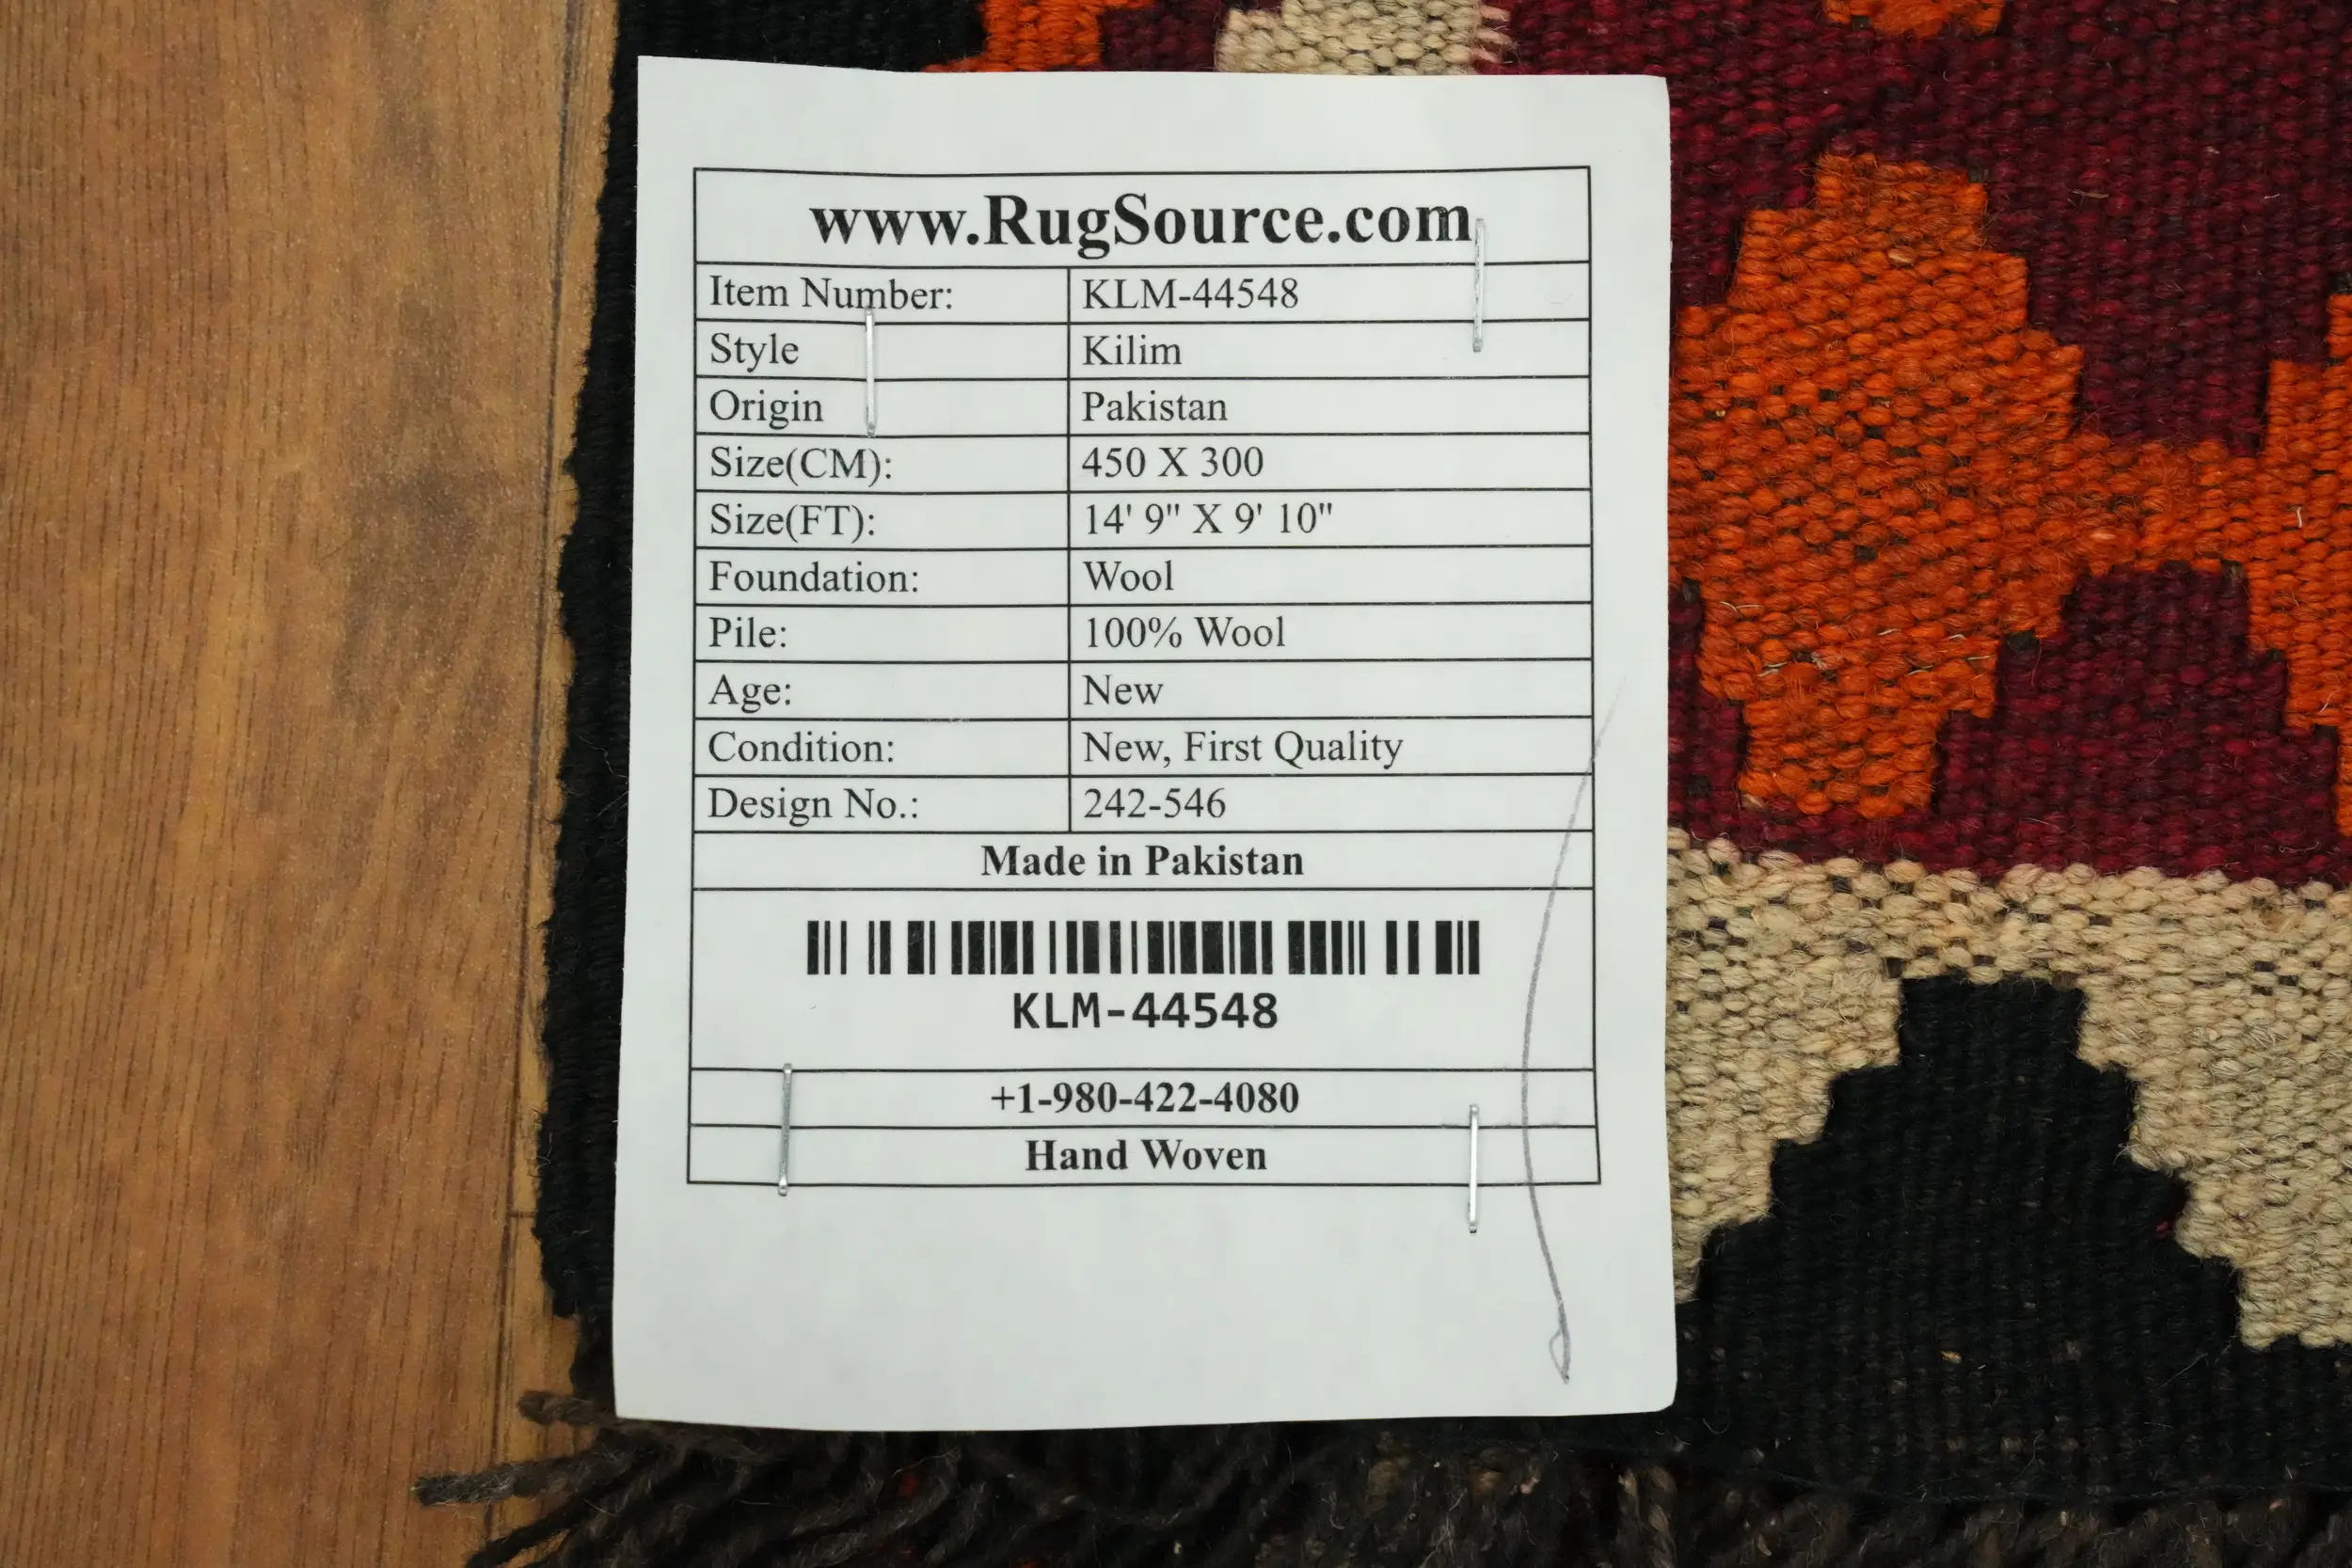 www.RugSource.com
Item Number: KLM-44548
Style Kilim
Origin Pakistan
Size(CM): 450 X 300
Size(FT): 14' 9" X 9' 10"
Foundation: Wool
Pile: 100% Wool
Age: New
Condition: New, First Quality
Design No.: 242-546
Made in Pakistan
KLM-44548
+1-980-422-4080
Hand Woven